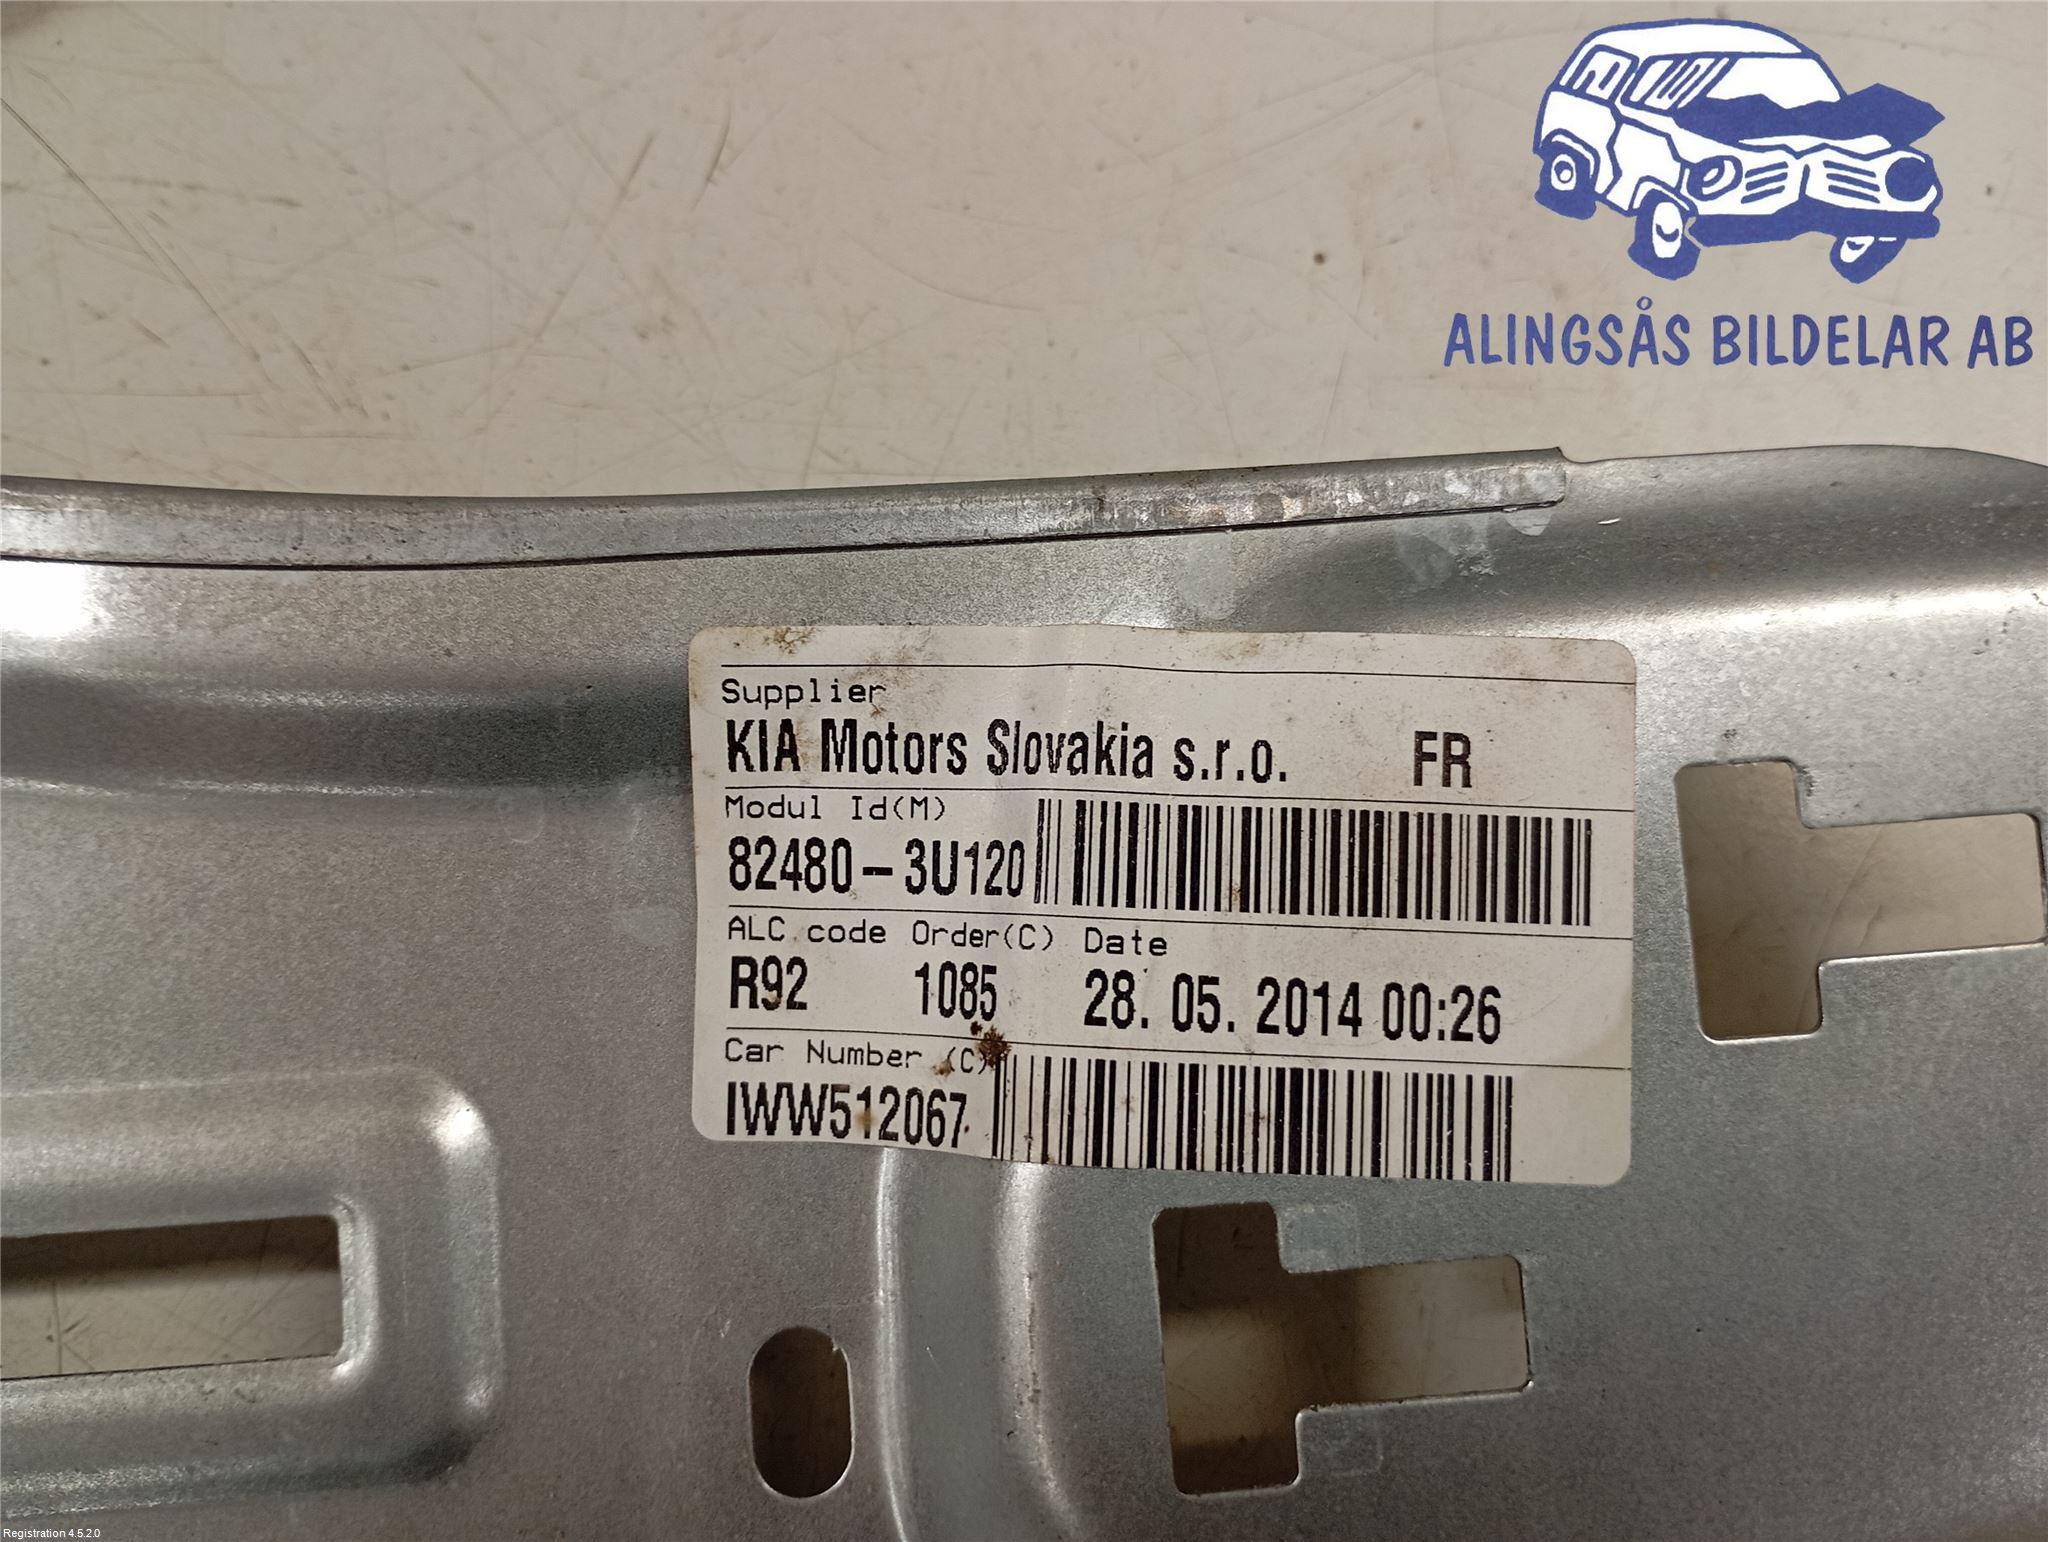 ALINGSÅS BILDELAR AB
Supplier
KIA Motors Slovakia s.r.o. FR
Modul Id(M)
82480-3U120
ALC code Order(C) Date
R92 1085 28. 05. 2014 00:26
Car Number (C)
IWW512067
Registration 4.5.2.0